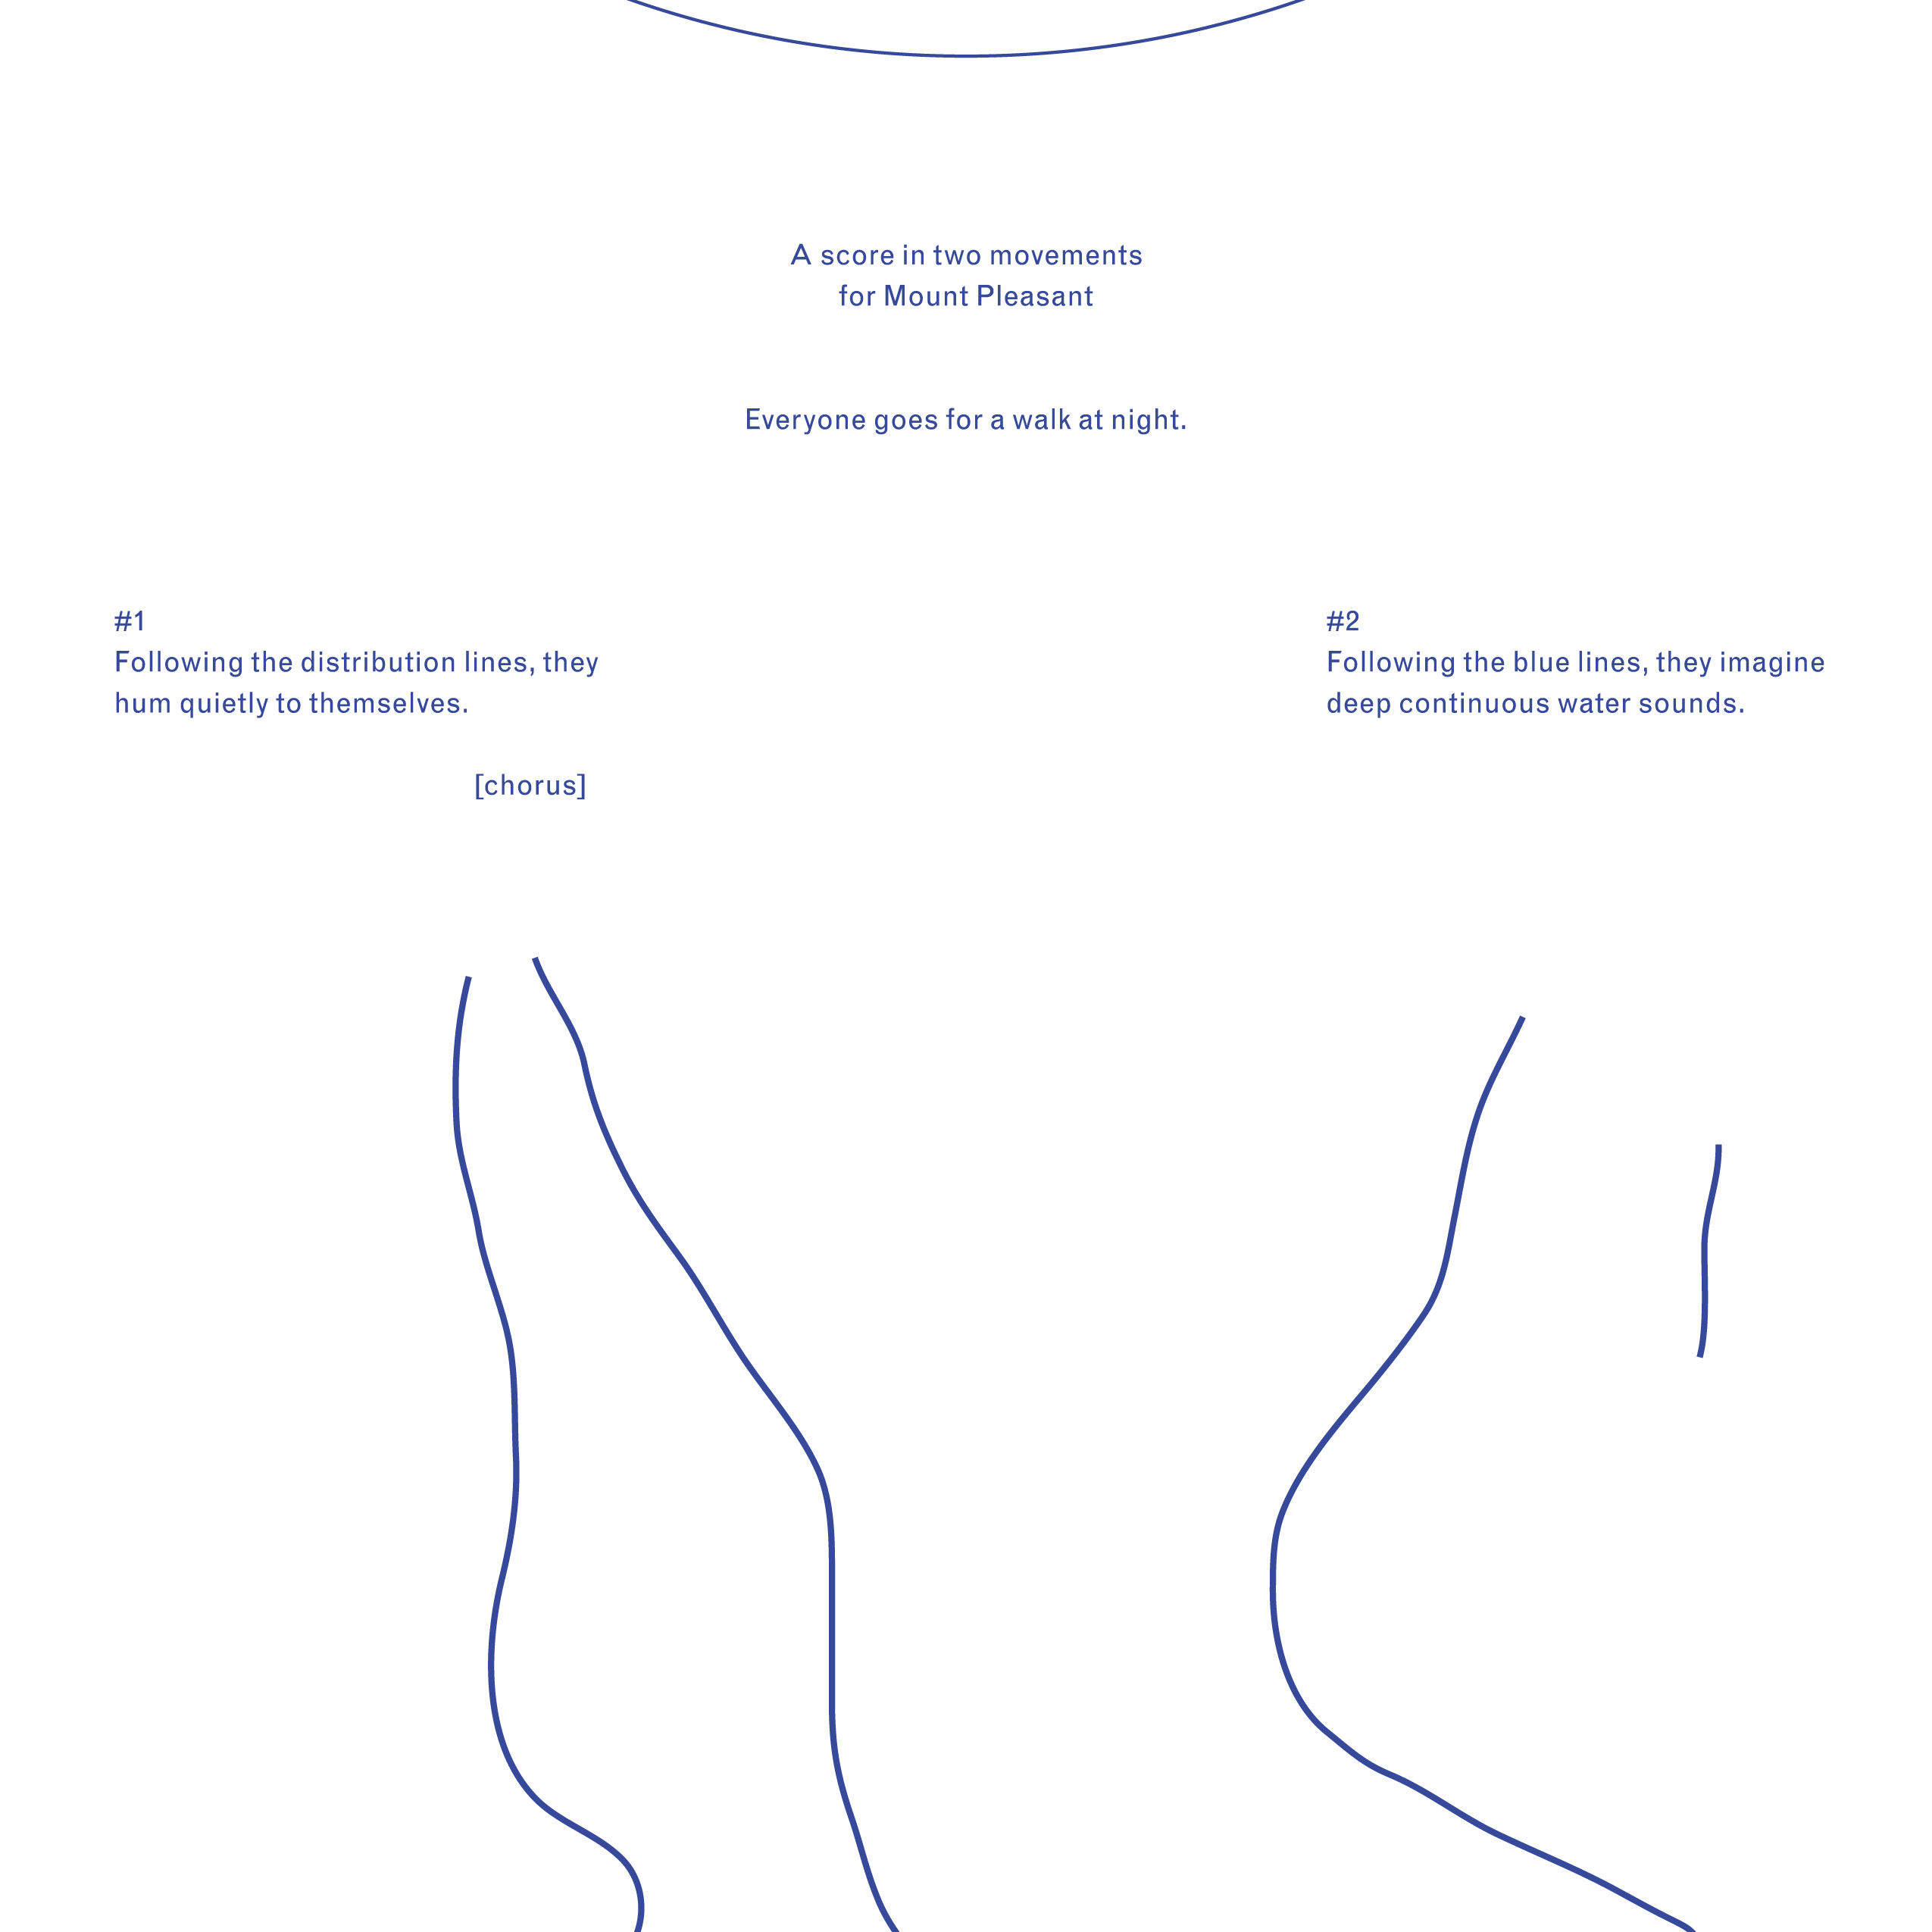 A score in two movements
for Mount Pleasant
Everyone goes for a walk at night.
#1
Following the distribution lines, they
hum quietly to themselves.
[chorus]
#2
Following the blue lines, they imagine
deep continuous water sounds.